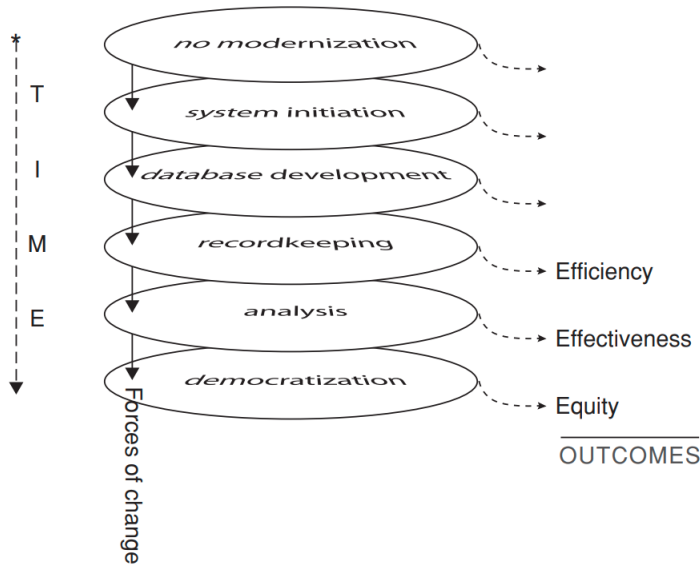 *
no modernization
T
system initiation
I
database development
M
recordkeeping
Efficiency
E
analysis
Effectiveness
democratization
Equity
Forces of change
OUTCOMES